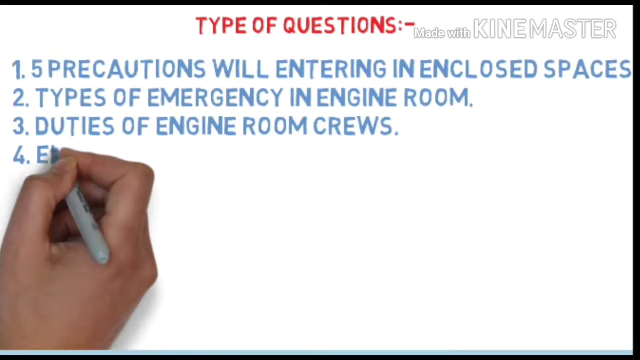 TYPE OF QUESTIONS:-
Made with KINEMASTER
1. 5 PRECAUTIONS WILL ENTERING IN ENCLOSED SPACES
2. TYPES OF EMERGENCY IN ENGINE ROOM.
3. DUTIES OF ENGINE ROOM CREWS.
4. E